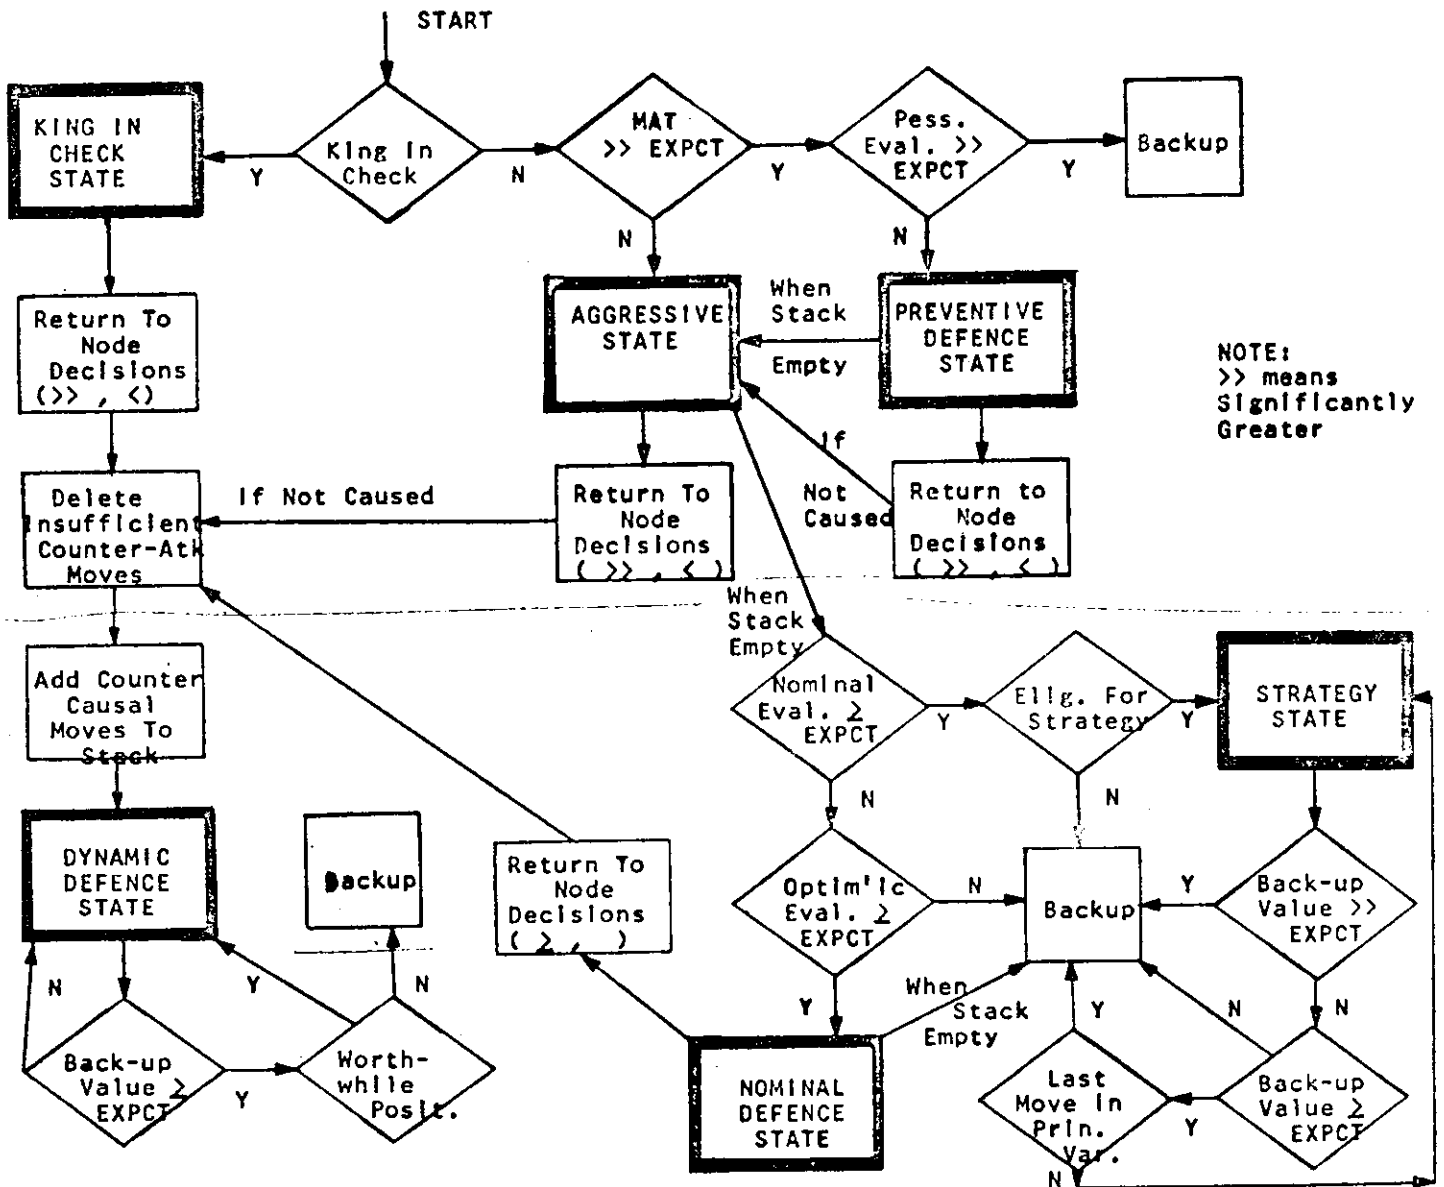 START
KING IN
CHECK
STATE
King in
Check
Y
N
MAT
>> EXPCT
Y
N
Pess.
Eval. >>
EXPCT
Y
N
Backup
Return To
Node
Decisions
(>> , <)
AGGRESSIVE
STATE
When
Stack
Empty
PREVENTIVE
DEFENCE
STATE
NOTE:
>> means
Significantly
Greater
Delete
Insufficient
Counter-Atk
Moves
If Not Caused
Return To
Node
Decisions
( >> , < )
If
Not
Caused
Return to
Node
Decisions
( >> , < )
When
Stack
Empty
Add Counter
Causal
Moves To
Stack
Nominal
Eval. ≥
EXPCT
Y
N
Elig. For
Strategy
Y
N
STRATEGY
STATE
DYNAMIC
DEFENCE
STATE
Backup
Return To
Node
Decisions
( ≥ , )
Optim'ic
Eval. ≥
EXPCT
N
Y
Backup
Y
Back-up
Value >>
EXPCT
N
N
Y
N
Back-up
Value ≥
EXPCT
Y
Worth-
while
Posit.
When
Stack
Empty
NOMINAL
DEFENCE
STATE
Y
N
Last
Move in
Prin.
Var.
N
Y
Back-up
Value ≥
EXPCT